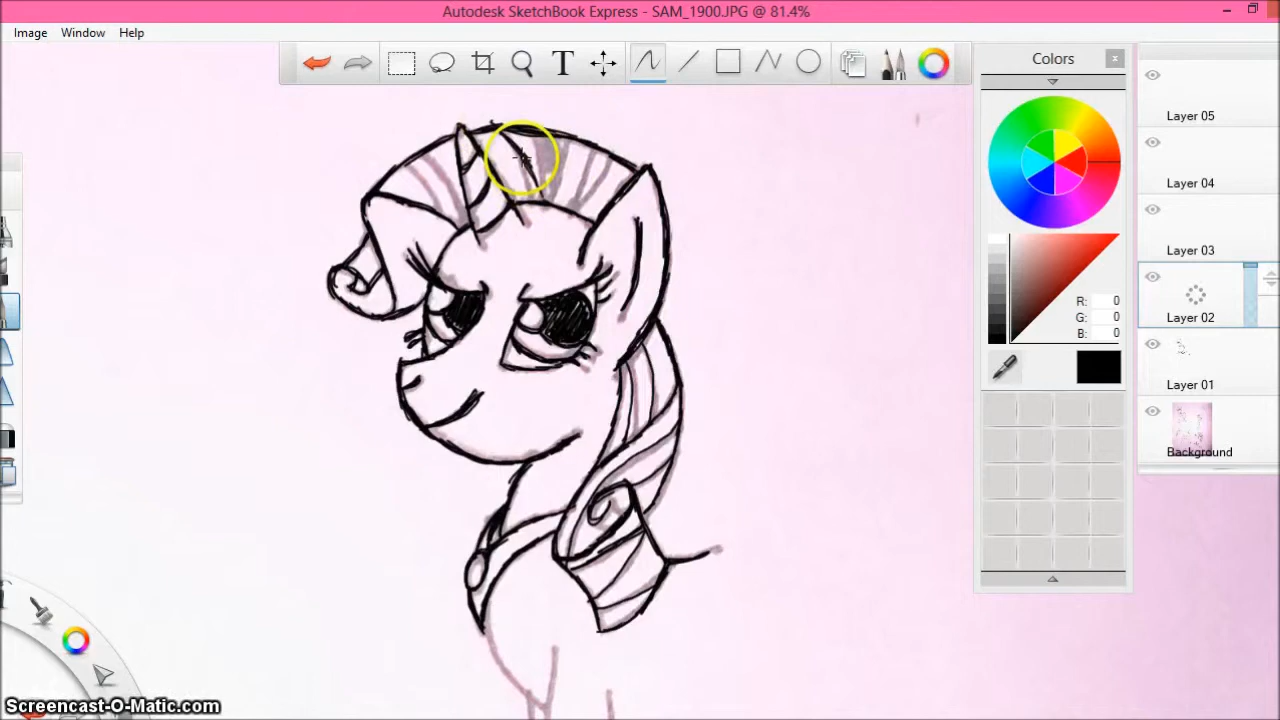 Autodesk SketchBook Express - SAM_1900.JPG @ 81.4%
Image Window Help
T
Colors
Layer 05
Layer 04
Layer 03
R: 0
G: 0
B: 0
Layer 02
Layer 01
Background
Screencast-O-Matic.com